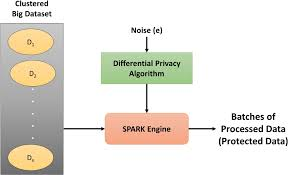 Clustered
Big Dataset
D₁
D₂
Dₙ
Noise (e)
Differential Privacy
Algorithm
SPARK Engine
Batches of
Processed Data
(Protected Data)